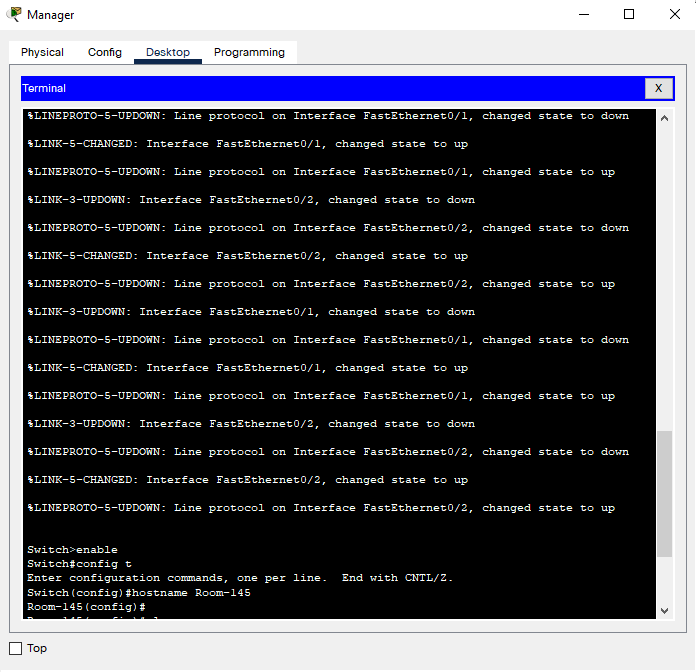 Manager
Physical Config Desktop Programming
Terminal X
%LINEPROTO-5-UPDOWN: Line protocol on Interface FastEthernet0/1, changed state to down
%LINK-5-CHANGED: Interface FastEthernet0/1, changed state to up
%LINEPROTO-5-UPDOWN: Line protocol on Interface FastEthernet0/1, changed state to up
%LINK-3-UPDOWN: Interface FastEthernet0/2, changed state to down
%LINEPROTO-5-UPDOWN: Line protocol on Interface FastEthernet0/2, changed state to down
%LINK-5-CHANGED: Interface FastEthernet0/2, changed state to up
%LINEPROTO-5-UPDOWN: Line protocol on Interface FastEthernet0/2, changed state to up
%LINK-3-UPDOWN: Interface FastEthernet0/1, changed state to down
%LINEPROTO-5-UPDOWN: Line protocol on Interface FastEthernet0/1, changed state to down
%LINK-5-CHANGED: Interface FastEthernet0/1, changed state to up
%LINEPROTO-5-UPDOWN: Line protocol on Interface FastEthernet0/1, changed state to up
%LINK-3-UPDOWN: Interface FastEthernet0/2, changed state to down
%LINEPROTO-5-UPDOWN: Line protocol on Interface FastEthernet0/2, changed state to down
%LINK-5-CHANGED: Interface FastEthernet0/2, changed state to up
%LINEPROTO-5-UPDOWN: Line protocol on Interface FastEthernet0/2, changed state to up
Switch>enable
Switch#config t
Enter configuration commands, one per line.  End with CNTL/Z.
Switch(config)#hostname Room-145
Room-145(config)#
Top